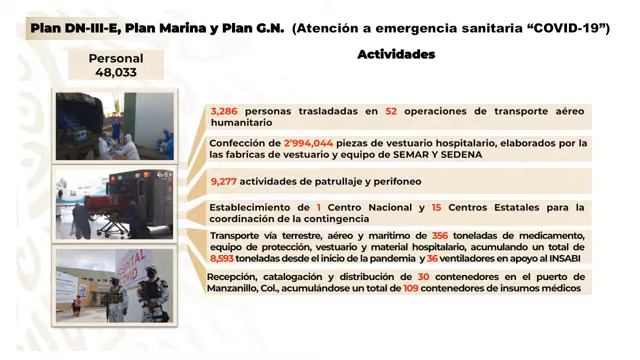 Plan DN-III-E, Plan Marina y Plan G.N. (Atención a emergencia sanitaria “COVID-19”)
Personal
48,033
Actividades
3,286 personas trasladadas en 52 operaciones de transporte aéreo
humanitario
Confección de 2’994,044 piezas de vestuario hospitalario, elaborados por la
las fabricas de vestuario y equipo de SEMAR Y SEDENA
9,277 actividades de patrullaje y perifoneo
Establecimiento de 1 Centro Nacional y 15 Centros Estatales para la
coordinación de la contingencia
Transporte vía terrestre, aéreo y marítimo de 356 toneladas de medicamento,
equipo de protección, vestuario y material hospitalario, acumulando un total de
8,593 toneladas desde el inicio de la pandemia y 36 ventiladores en apoyo al INSABI
Recepción, catalogación y distribución de 30 contenedores en el puerto de
Manzanillo, Col., acumulándose un total de 109 contenedores de insumos médicos
HOSPITAL
COVID